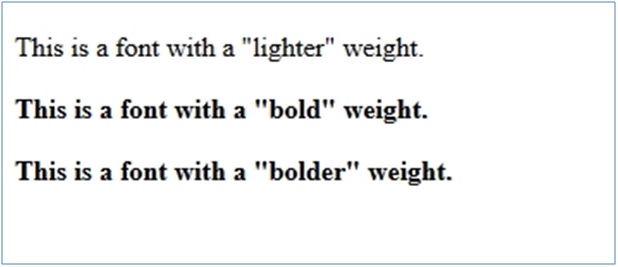 This is a font with a "lighter" weight.
This is a font with a "bold" weight.
This is a font with a "bolder" weight.